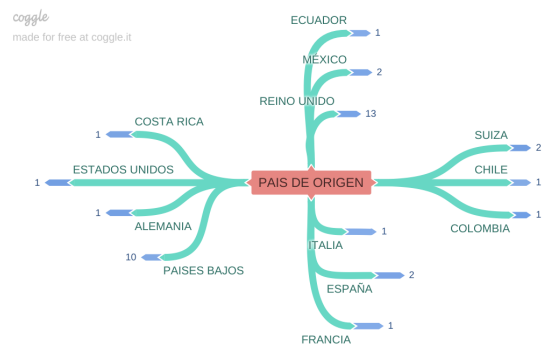 coggle
made for free at coggle.it
ECUADOR
1
MÉXICO
2
REINO UNIDO
13
COSTA RICA
1
ESTADOS UNIDOS
1
ALEMANIA
1
PAISES BAJOS
10
PAIS DE ORIGEN
SUIZA
2
CHILE
1
COLOMBIA
1
ITALIA
1
ESPAÑA
2
FRANCIA
1